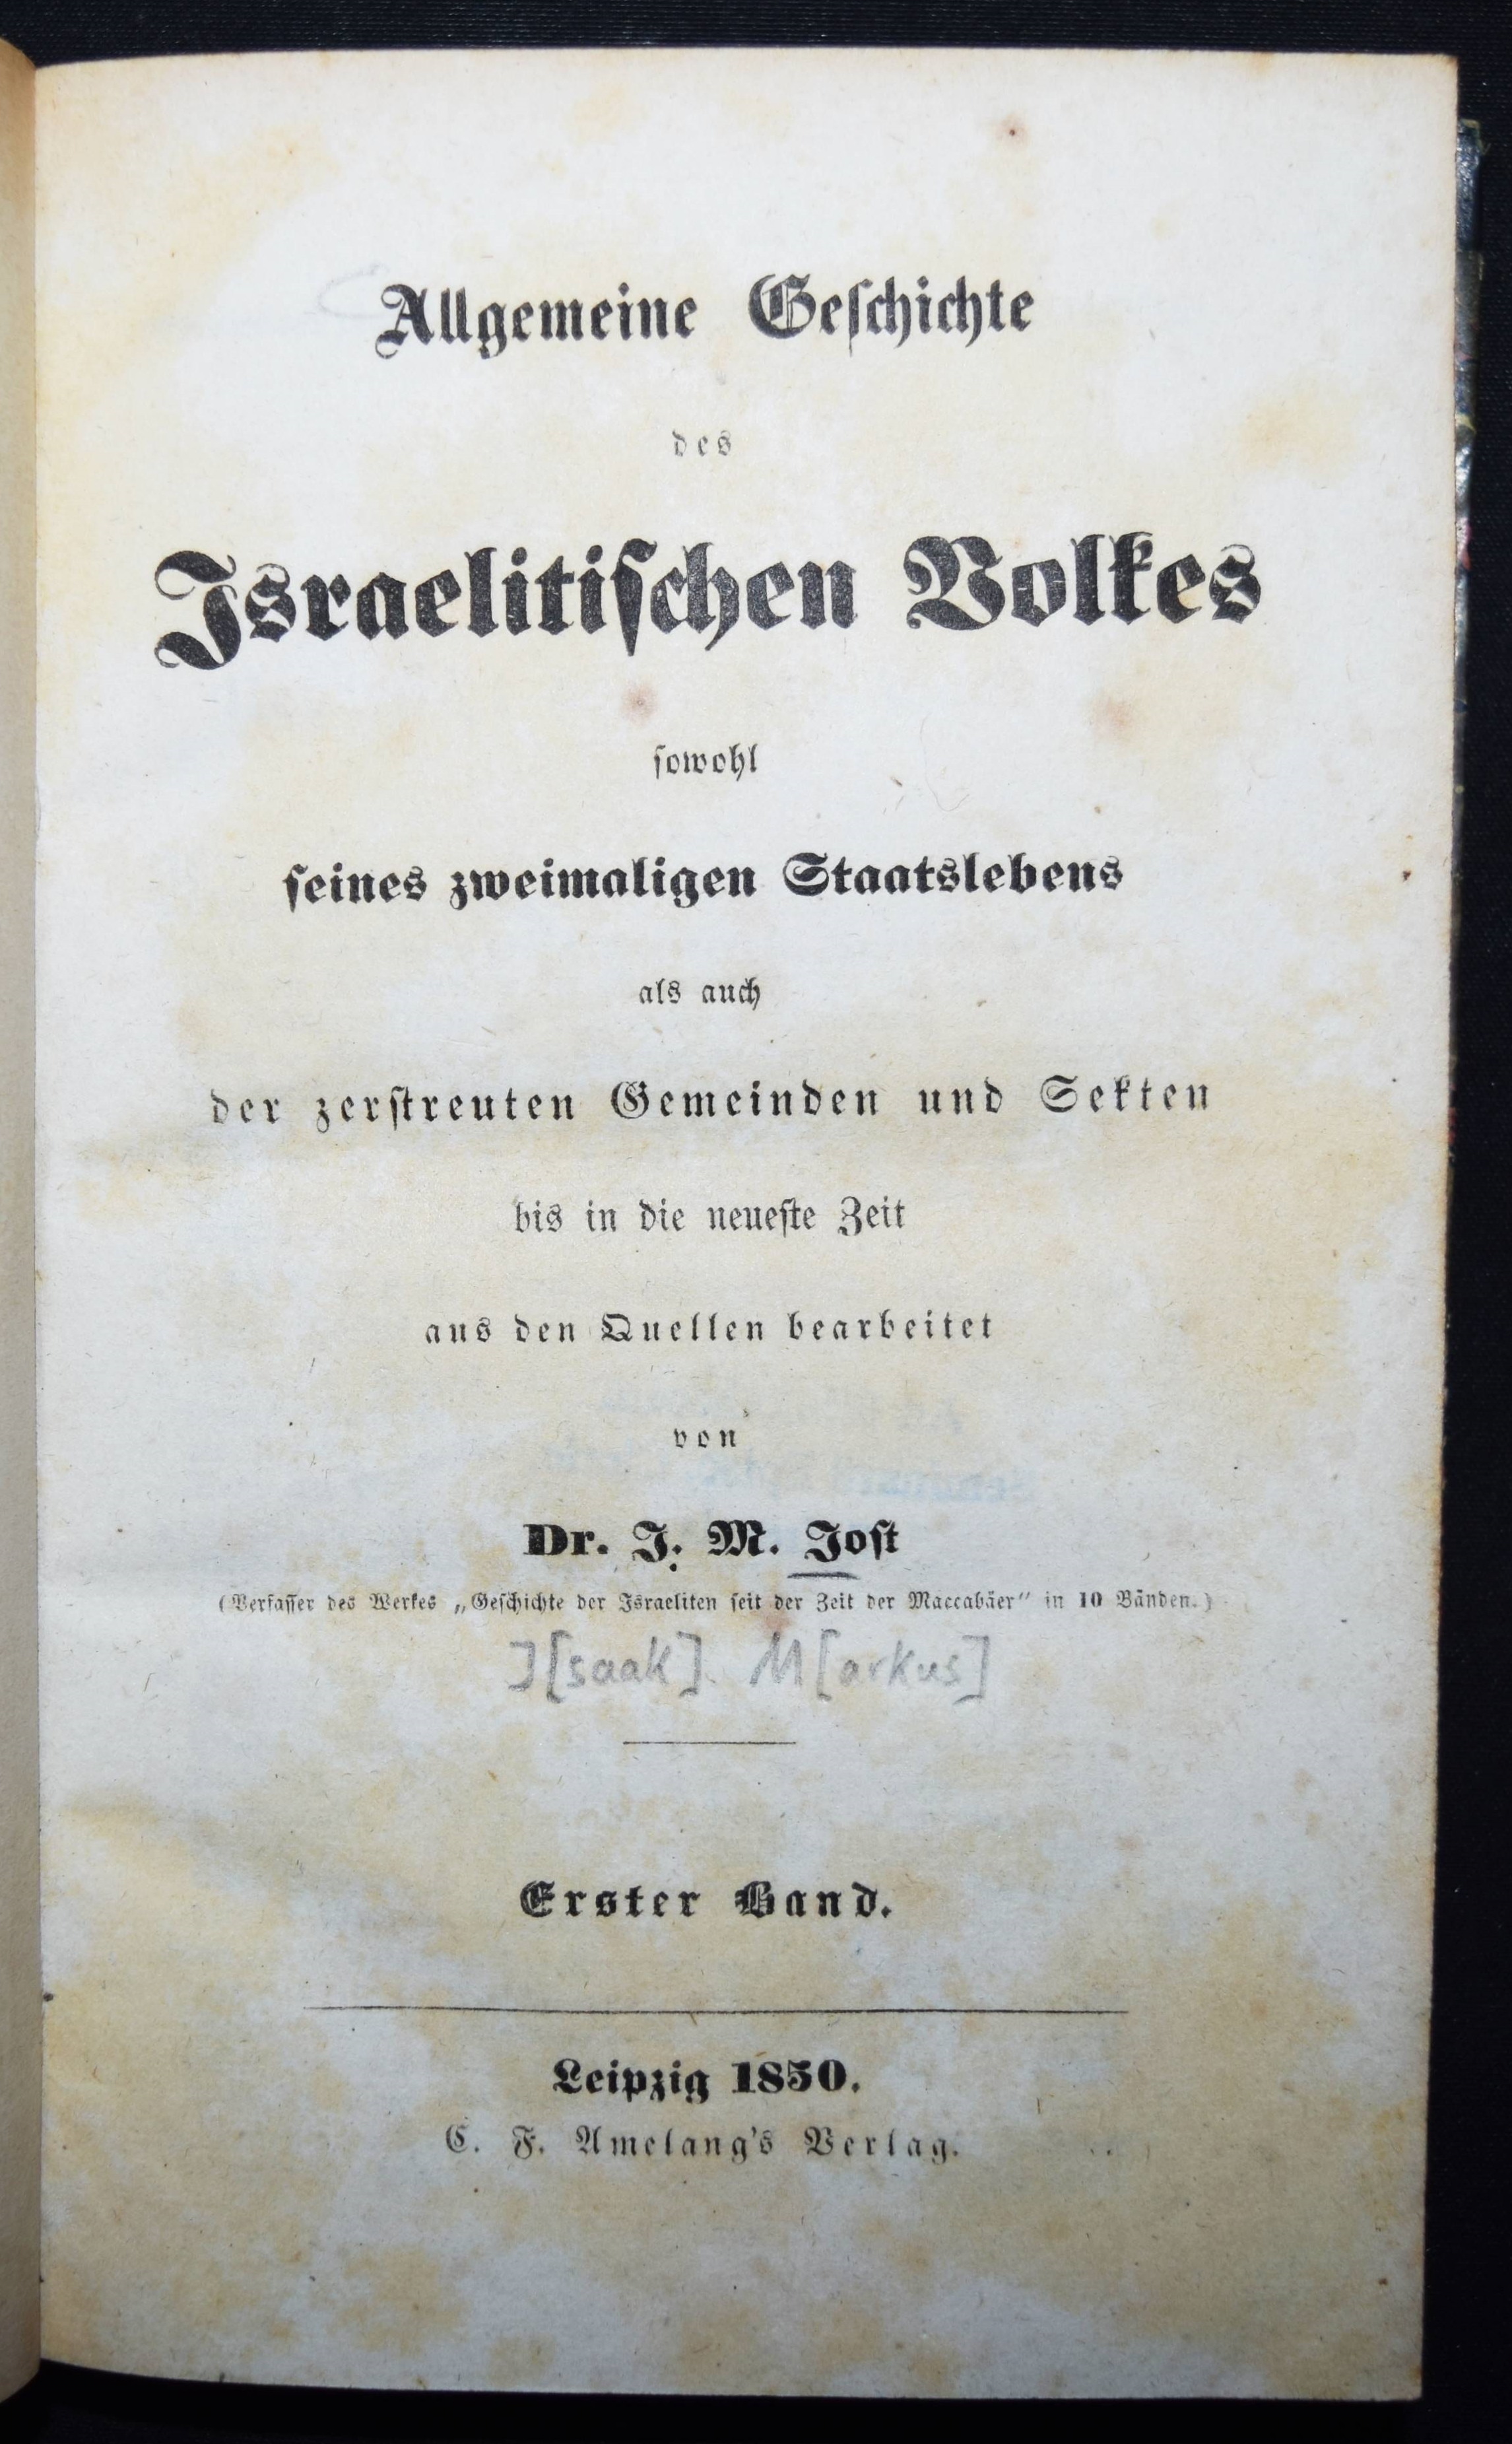 Allgemeine Geſchichte
des
Israelitiſchen Volkes
ſowohl
ſeines zweimaligen Staatslebens
als auch
der zerſtreuten Gemeinden und Sekten
bis in die neueſte Zeit
aus den Quellen bearbeitet
von
Dr. J. M. Joſt
(Verfaſſer des Werkes „Geſchichte der Israeliten ſeit der Zeit der Maccabäer“ in 10 Bänden.)
I[saak]. M[arkus]
Erster Band.
Leipzig 1850.
C. F. Amelang's Verlag.